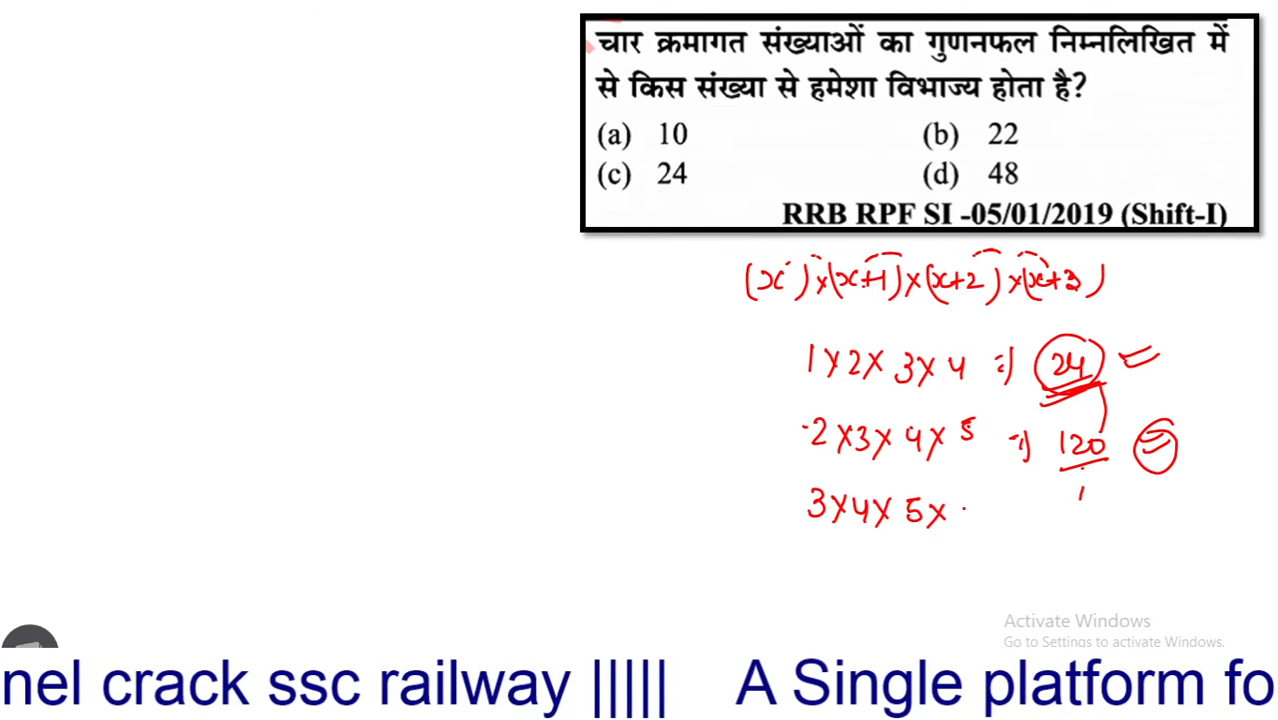 चार क्रमागत संख्याओं का गुणनफल निम्नलिखित में
से किस संख्या से हमेशा विभाज्य होता है?
(a) 10 (b) 22
(c) 24 (d) 48
RRB RPF SI -05/01/2019 (Shift-I)
(x) × (x+1) × (x+2) × (x+3)
1 × 2 × 3 × 4 ⇒ 24 =
2 × 3 × 4 × 5 ⇒ 120 =
3 × 4 × 5 ×
Activate Windows
Go to Settings to activate Windows.
nel crack ssc railway ||||| A Single platform fo